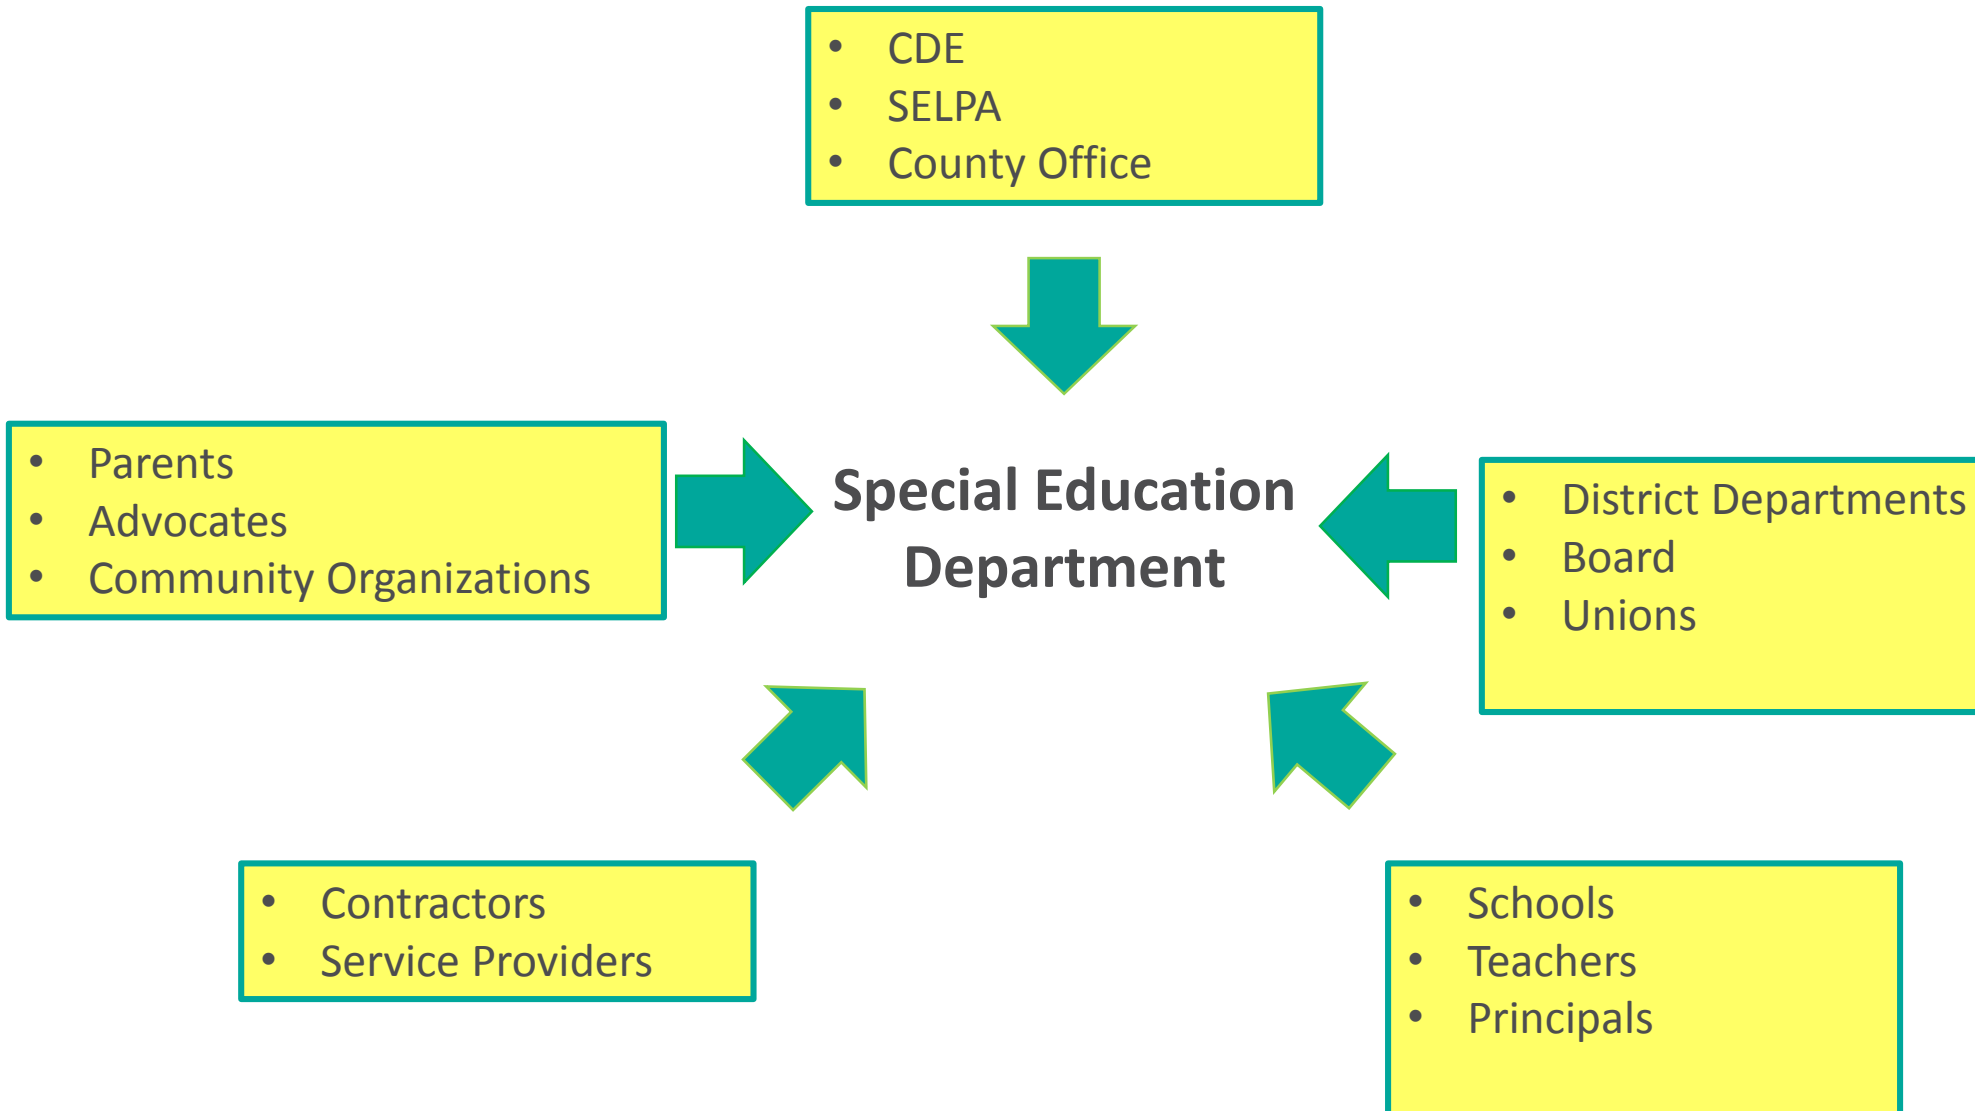 • CDE
• SELPA
• County Office
• Parents
• Advocates
• Community Organizations
Special Education
Department
• District Departments
• Board
• Unions
• Contractors
• Service Providers
• Schools
• Teachers
• Principals